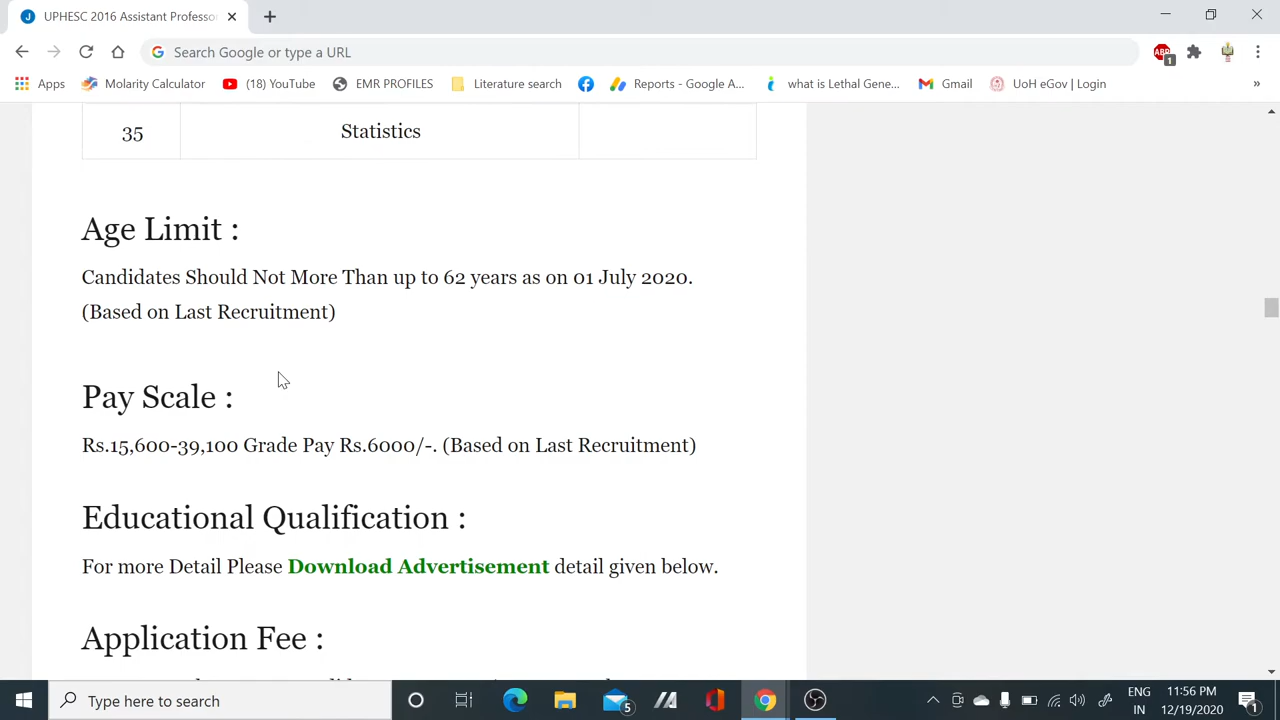 UPHESC 2016 Assistant Professo
Search Google or type a URL
ABP
1
Apps
Molarity Calculator
(18) YouTube
EMR PROFILES
Literature search
Reports - Google A...
what is Lethal Gene...
Gmail
UoH eGov | Login
»
35
Statistics
Age Limit :
Candidates Should Not More Than up to 62 years as on 01 July 2020.
(Based on Last Recruitment)
Pay Scale :
Rs.15,600-39,100 Grade Pay Rs.6000/-. (Based on Last Recruitment)
Educational Qualification :
For more Detail Please Download Advertisement detail given below.
Application Fee :
Type here to search
5
ENG
IN
11:56 PM
12/19/2020
1